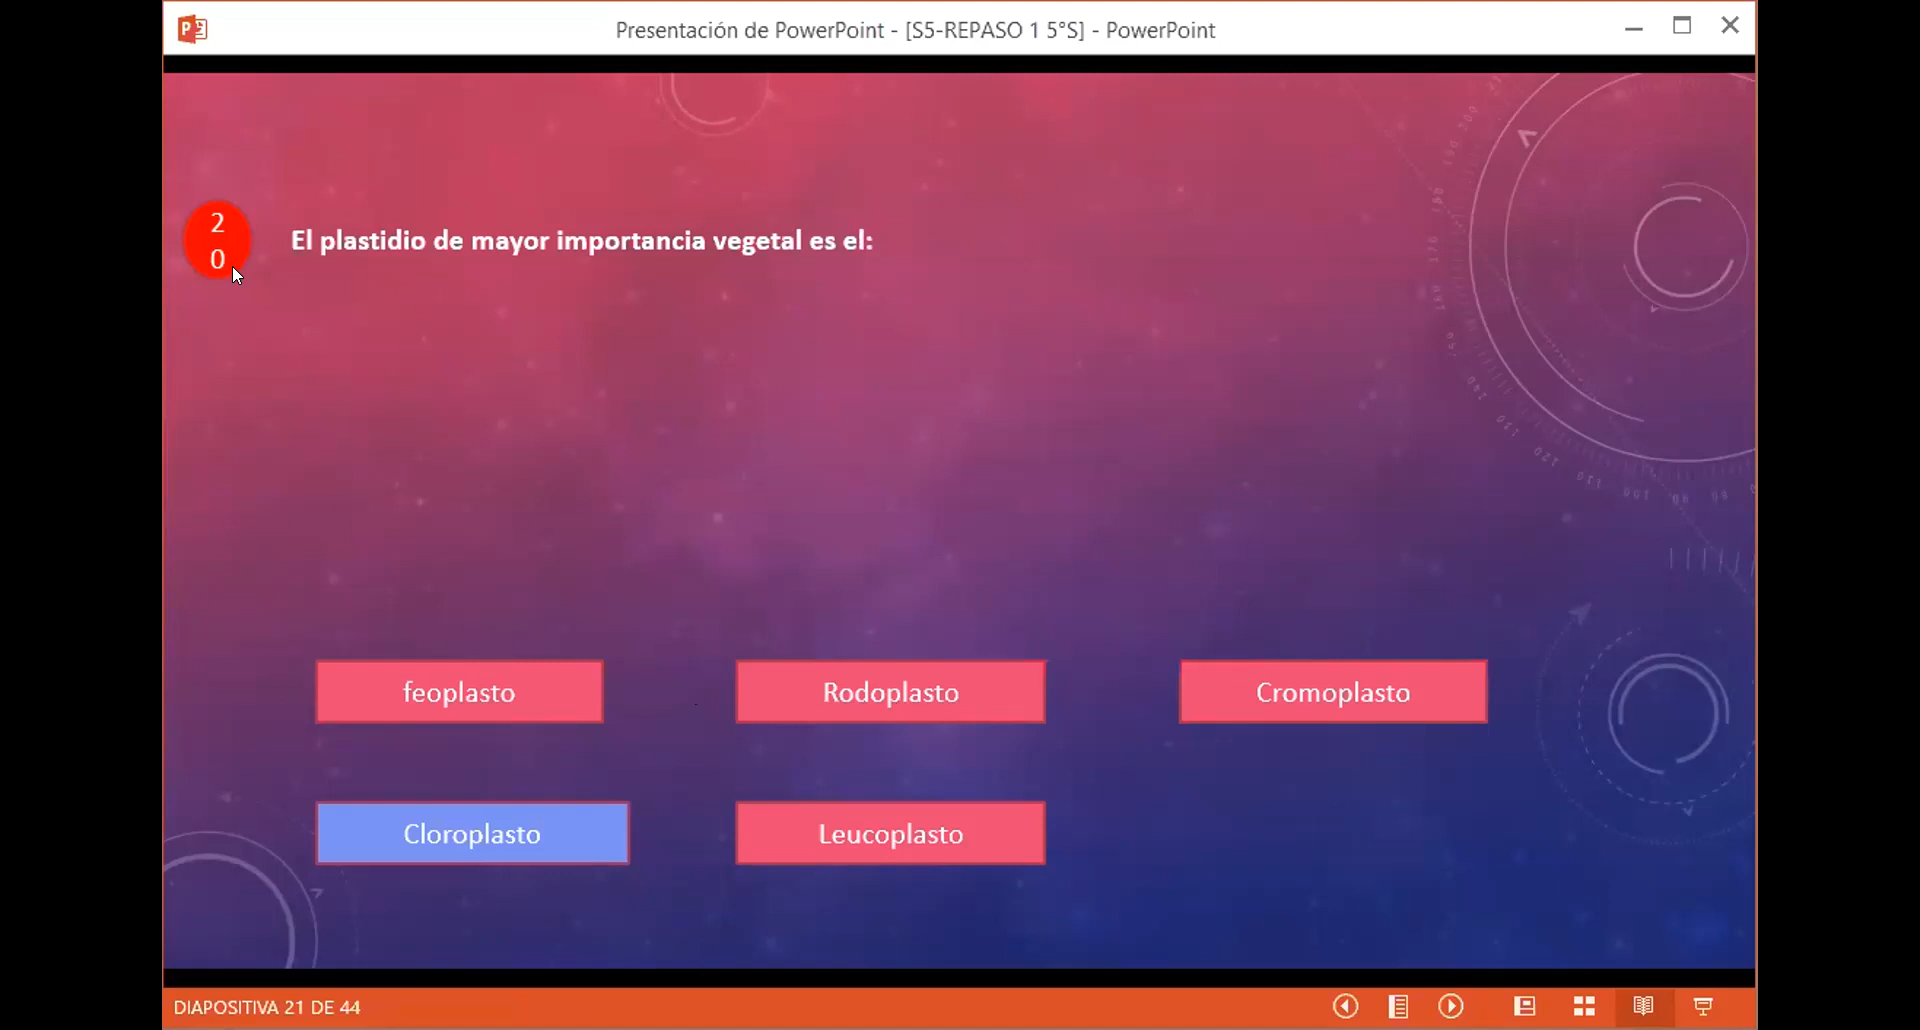 Presentación de PowerPoint - [S5-REPASO 1 5°S] - PowerPoint
2
0
El plastidio de mayor importancia vegetal es el:
feoplasto
Rodoplasto
Cromoplasto
Cloroplasto
Leucoplasto
DIAPOSITIVA 21 DE 44